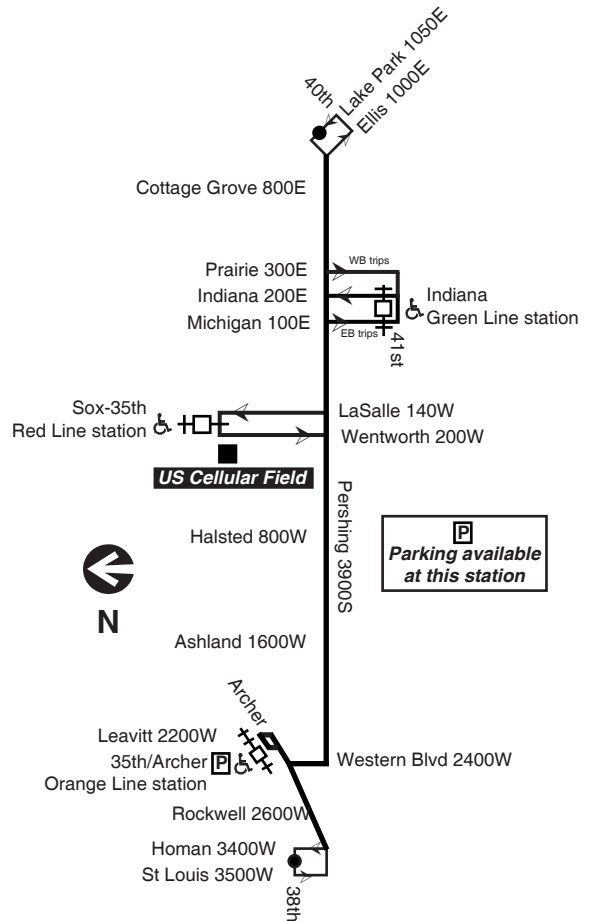 40th
Lake Park 1050E
Ellis 1000E
Cottage Grove 800E
Prairie 300E
WB trips
Indiana 200E
Indiana
Green Line station
Michigan 100E
EB trips
41st
Sox-35th
Red Line station
LaSalle 140W
Wentworth 200W
US Cellular Field
Pershing 3900S
Halsted 800W
P
Parking available
at this station
N
Ashland 1600W
Archer
Leavitt 2200W
35th/Archer
P
Orange Line station
Western Blvd 2400W
Rockwell 2600W
Homan 3400W
St Louis 3500W
38th